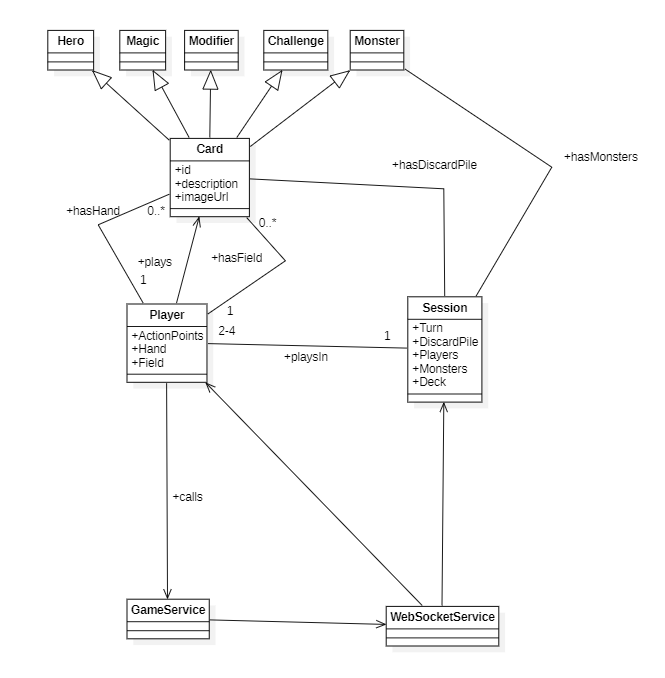 Hero
Magic
Modifier
Challenge
Monster
Card
+id
+description
+imageUrl
+hasDiscardPile
+hasMonsters
+hasHand
0..*
0..*
+plays
+hasField
1
1
Player
+ActionPoints
+Hand
+Field
2-4
1
+playsIn
Session
+Turn
+DiscardPile
+Players
+Monsters
+Deck
+calls
GameService
WebSocketService